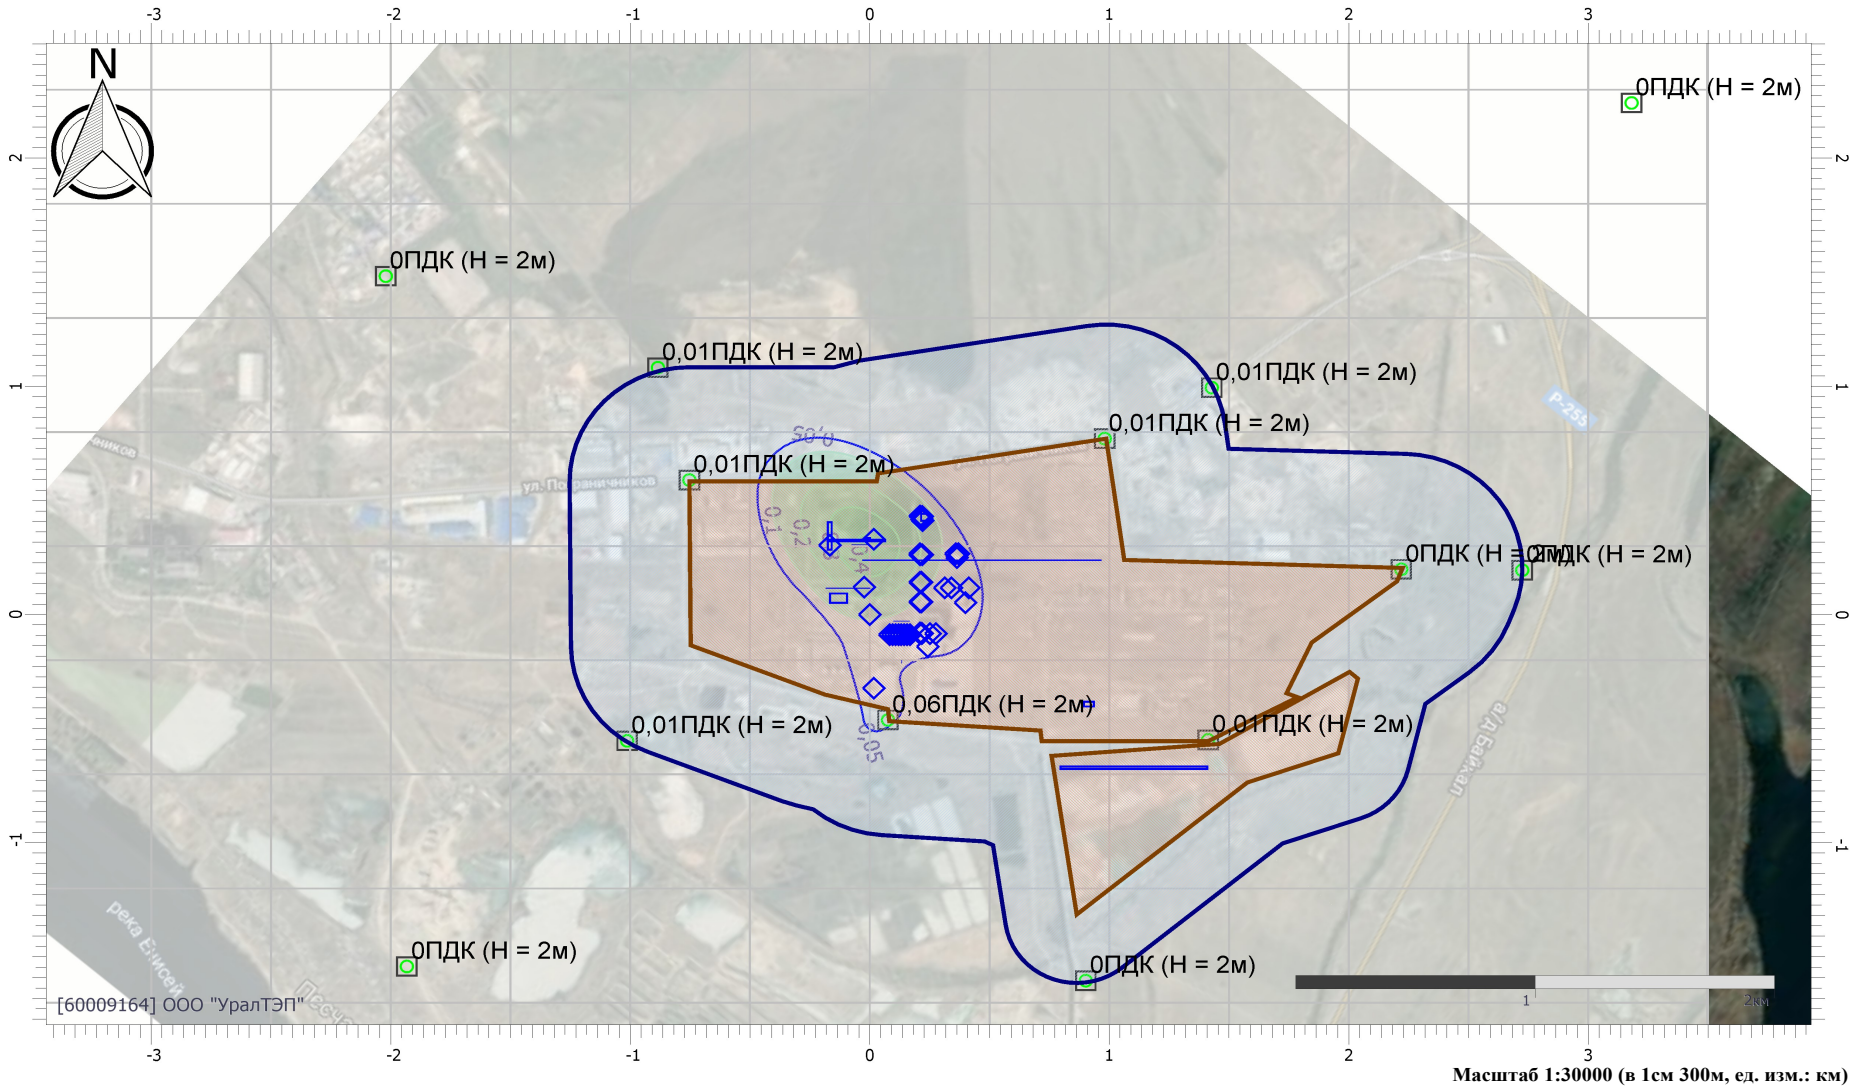 -3 -2 -1 0 1 2 3
N
0ПДК (Н = 2м)
2 2
0ПДК (Н = 2м)
0,01ПДК (Н = 2м)
0,01ПДК (Н = 2м)
1 1
Р-255
0,01ПДК (Н = 2м)
0,05
0,01ПДК (Н = 2м)
ул. Пограничников
0,1
0,2
0,4
0ПДК (Н = 2м)
0ПДК (Н = 2м)
0 0
0,06ПДК (Н = 2м)
0,01ПДК (Н = 2м)
0,01ПДК (Н = 2м)
0,05
а/д Байкал
-1 -1
река Енисей
0ПДК (Н = 2м)
0ПДК (Н = 2м)
[60009164] ООО "УралТЭП"
1 2км
-3 -2 -1 0 1 2 3
Масштаб 1:30000 (в 1см 300м, ед. изм.: км)